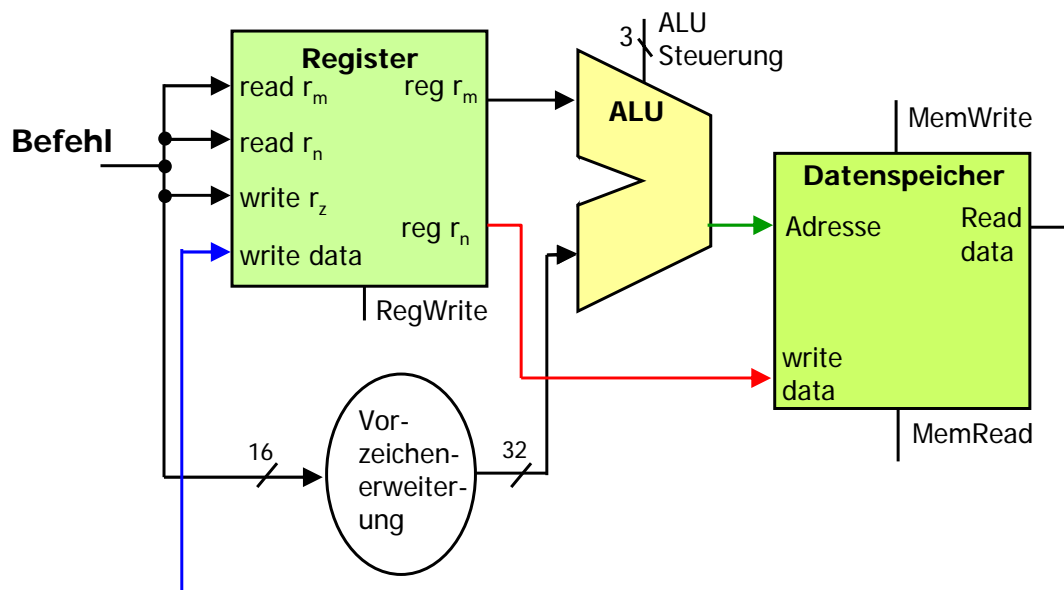 Befehl
Register
read rm
read rn
write rz
write data
reg rm
reg rn
RegWrite
3
ALU
Steuerung
ALU
MemWrite
Datenspeicher
Adresse
Read
data
write
data
MemRead
16
Vor-
zeichen-
erweiter-
ung
32